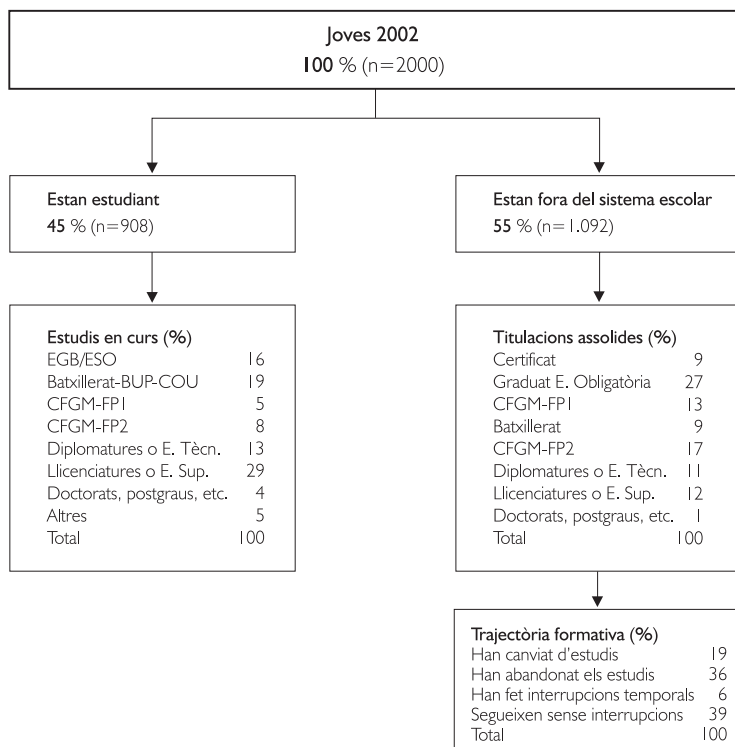 Joves 2002
100 % (n=2000)
Estan estudiant
45 % (n=908)
Estan fora del sistema escolar
55 % (n=1.092)
Estudis en curs (%)
EGB/ESO 16
Batxillerat-BUP-COU 19
CFGM-FP1 5
CFGM-FP2 8
Diplomatures o E. Tècn. 13
Llicenciatures o E. Sup. 29
Doctorats, postgraus, etc. 4
Altres 5
Total 100
Titulacions assolides (%)
Certificat 9
Graduat E. Obligatòria 27
CFGM-FP1 13
Batxillerat 9
CFGM-FP2 17
Diplomatures o E. Tècn. 11
Llicenciatures o E. Sup. 12
Doctorats, postgraus, etc. 1
Total 100
Trajectòria formativa (%)
Han canviat d'estudis 19
Han abandonat els estudis 36
Han fet interrupcions temporals 6
Segueixen sense interrupcions 39
Total 100